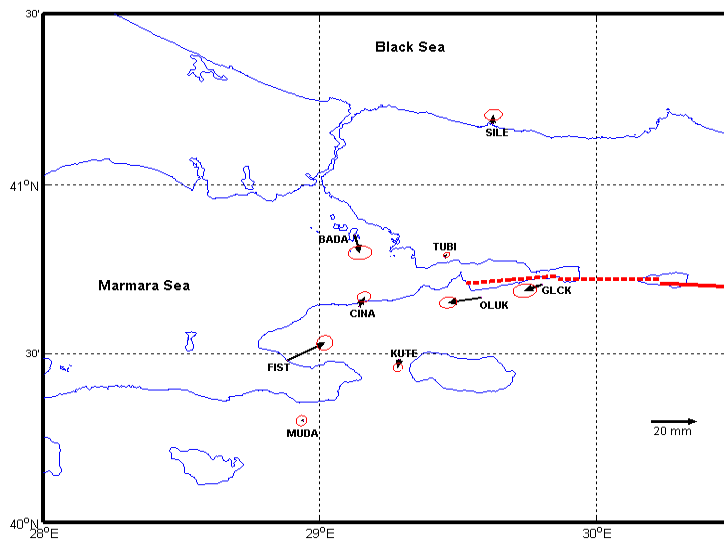 30'
Black Sea
SILE
41°N
BADA
TUBI
Marmara Sea
GLCK
OLUK
CINA
30'
KUTE
FIST
20 mm
MUDA
40°N
28°E
29°E
30°E